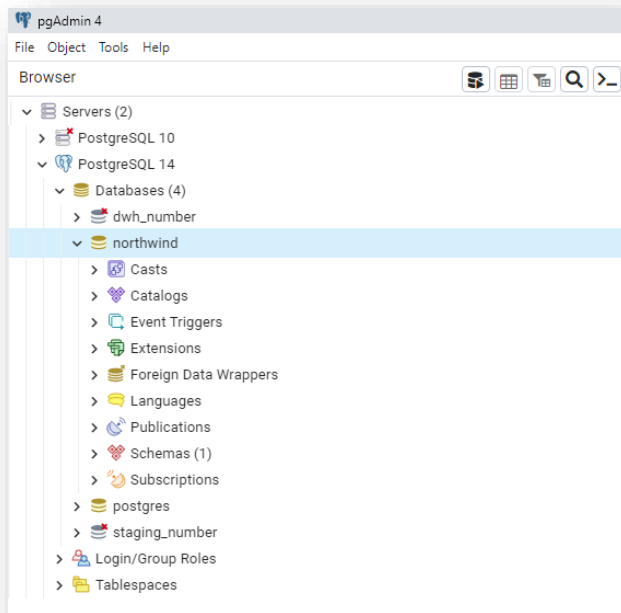 pgAdmin 4
File Object Tools Help
Browser
Servers (2)
PostgreSQL 10
PostgreSQL 14
Databases (4)
dwh_number
northwind
Casts
Catalogs
Event Triggers
Extensions
Foreign Data Wrappers
Languages
Publications
Schemas (1)
Subscriptions
postgres
staging_number
Login/Group Roles
Tablespaces